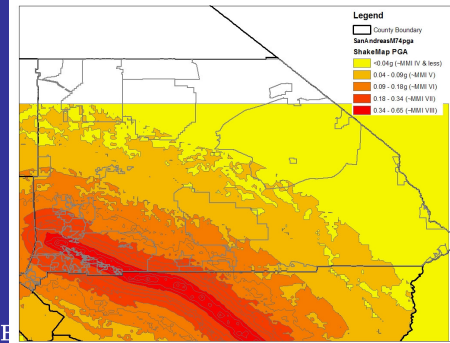 Legend
County Boundary
SanAndreasM74pga
ShakeMap PGA
<0.04g (~MMI IV & less)
0.04 - 0.09g (~MMI V)
0.09 - 0.18g (~MMI VI)
0.18 - 0.34 (~MMI VII)
0.34 - 0.65 (~MMI VIII)
E